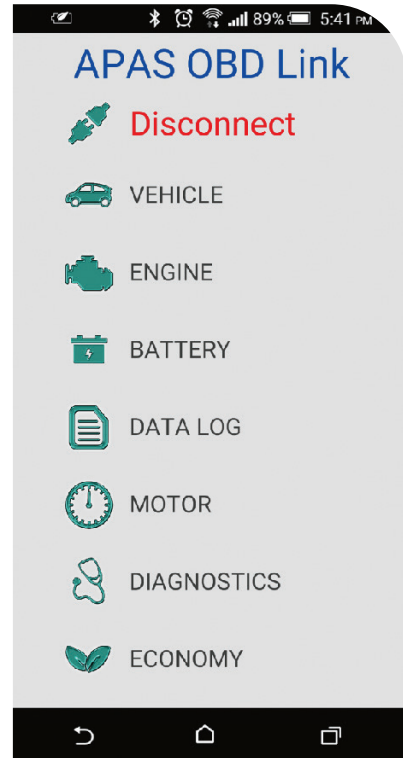 89% 5:41 PM
APAS OBD Link
Disconnect
VEHICLE
ENGINE
BATTERY
DATA LOG
MOTOR
DIAGNOSTICS
ECONOMY